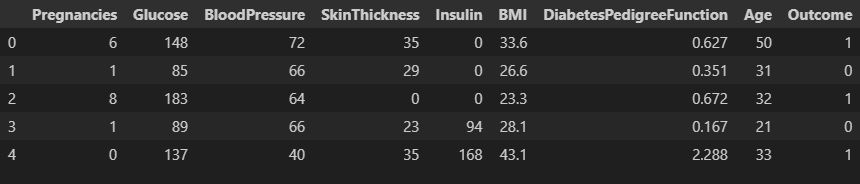 Pregnancies Glucose BloodPressure SkinThickness Insulin BMI DiabetesPedigreeFunction Age Outcome
0 6 148 72 35 0 33.6 0.627 50 1
1 1 85 66 29 0 26.6 0.351 31 0
2 8 183 64 0 0 23.3 0.672 32 1
3 1 89 66 23 94 28.1 0.167 21 0
4 0 137 40 35 168 43.1 2.288 33 1